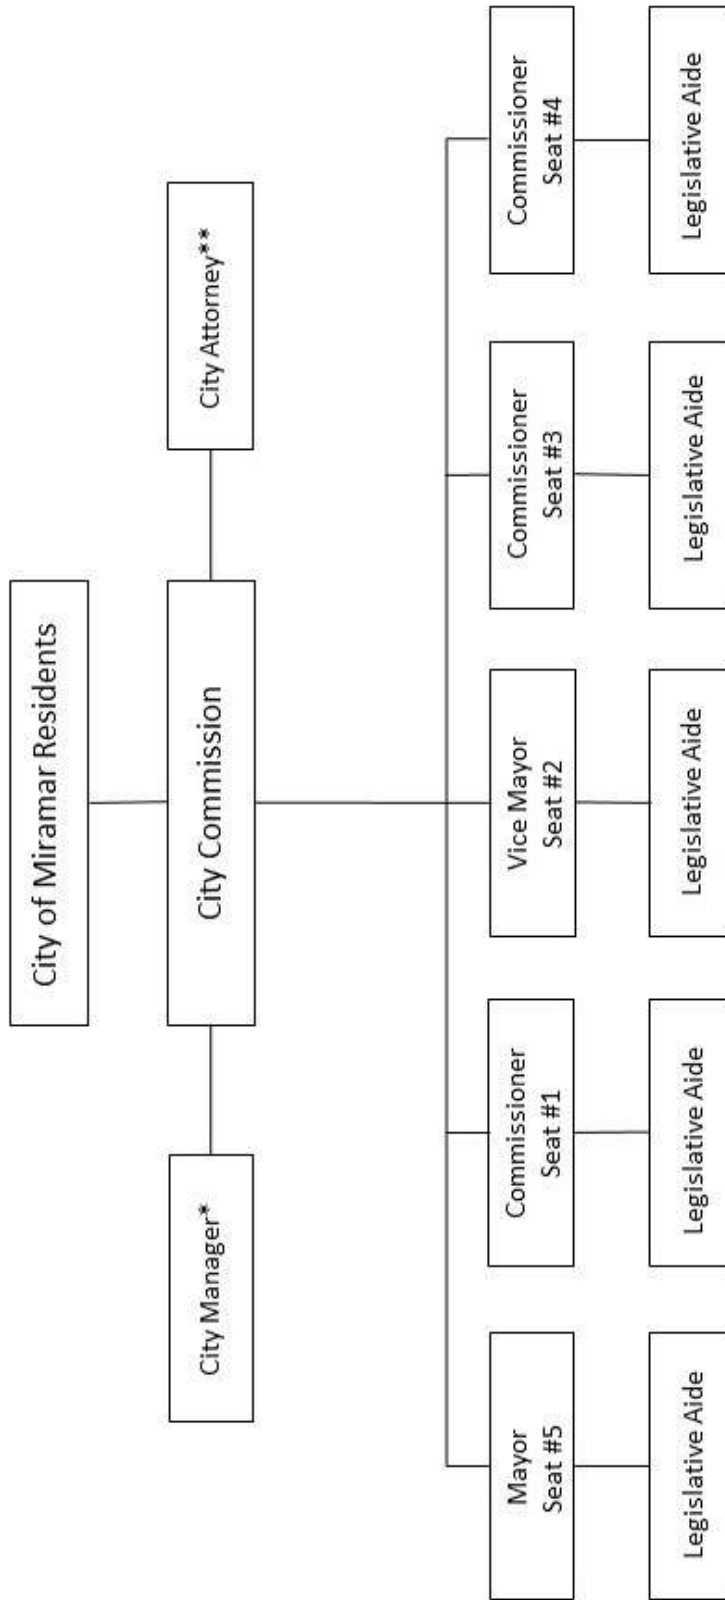 City of Miramar Residents
City Manager*
City Commission
City Attorney**
Mayor
Seat #5
Commissioner
Seat #1
Vice Mayor
Seat #2
Commissioner
Seat #3
Commissioner
Seat #4
Legislative Aide
Legislative Aide
Legislative Aide
Legislative Aide
Legislative Aide